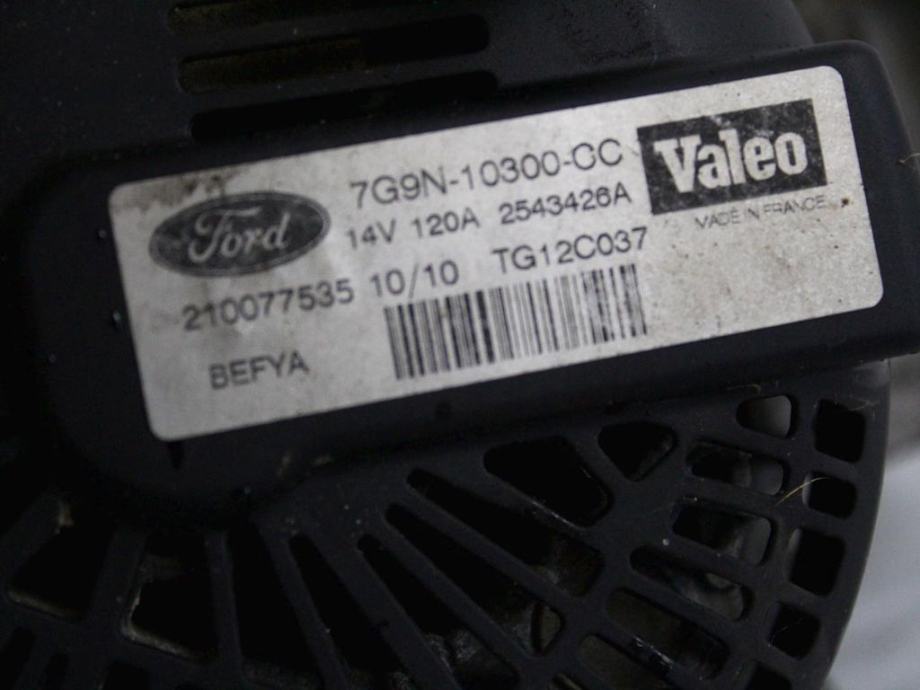 Ford
7G9N-10300-CC
14V 120A 2543426A
Valeo
MADE IN FRANCE
210077535 10/10 TG12C037
BEFYA